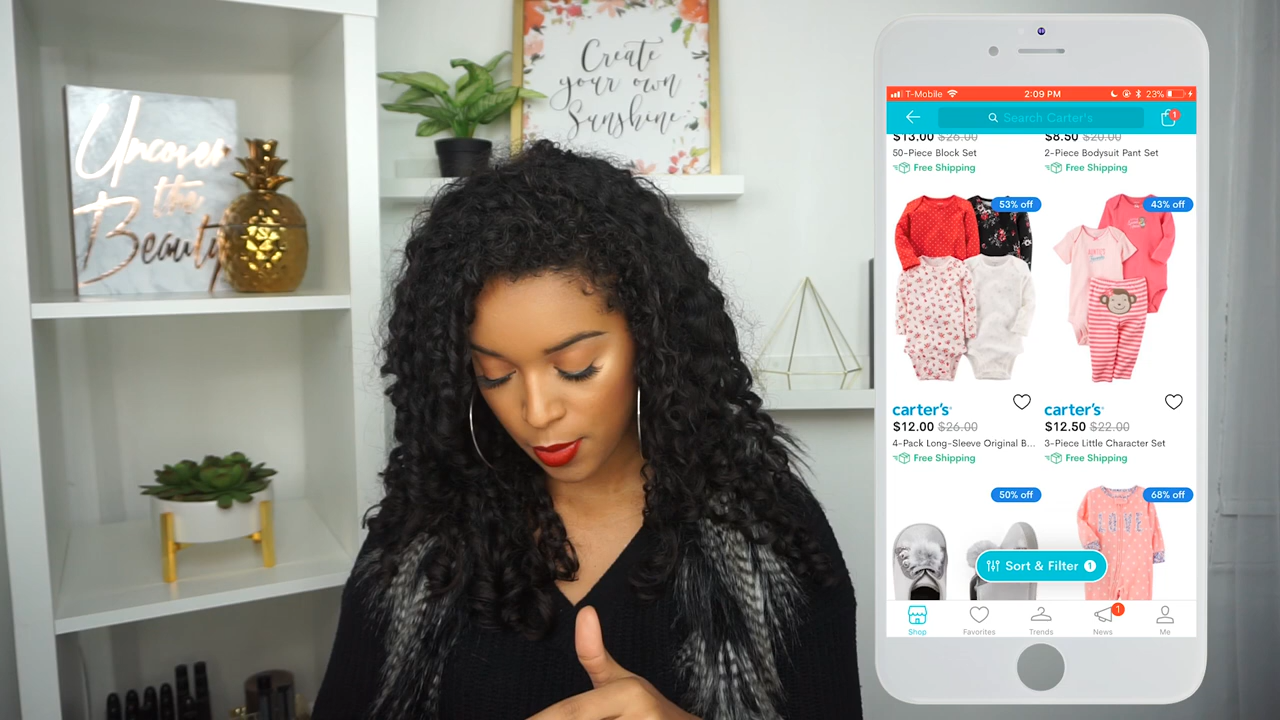 Uncover
the
Beauty
Create
your own
Sunshine
T-Mobile 2:09 PM 23%
Search Carter's 1
$13.00 $26.00 $8.50 $20.00
50-Piece Block Set 2-Piece Bodysuit Pant Set
Free Shipping Free Shipping
53% off 43% off
carter's carter's
$12.00 $26.00 $12.50 $22.00
4-Pack Long-Sleeve Original B... 3-Piece Little Character Set
Free Shipping Free Shipping
50% off 68% off
LOVE
Sort & Filter 1
1
Shop Favorites Trends News Me